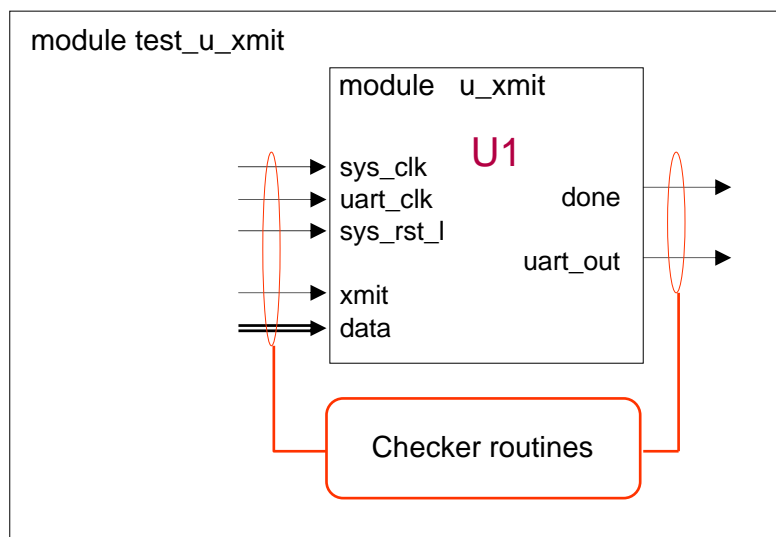 module test_u_xmit
module u_xmit
U1
sys_clk
uart_clk
done
sys_rst_l
uart_out
xmit
data
Checker routines